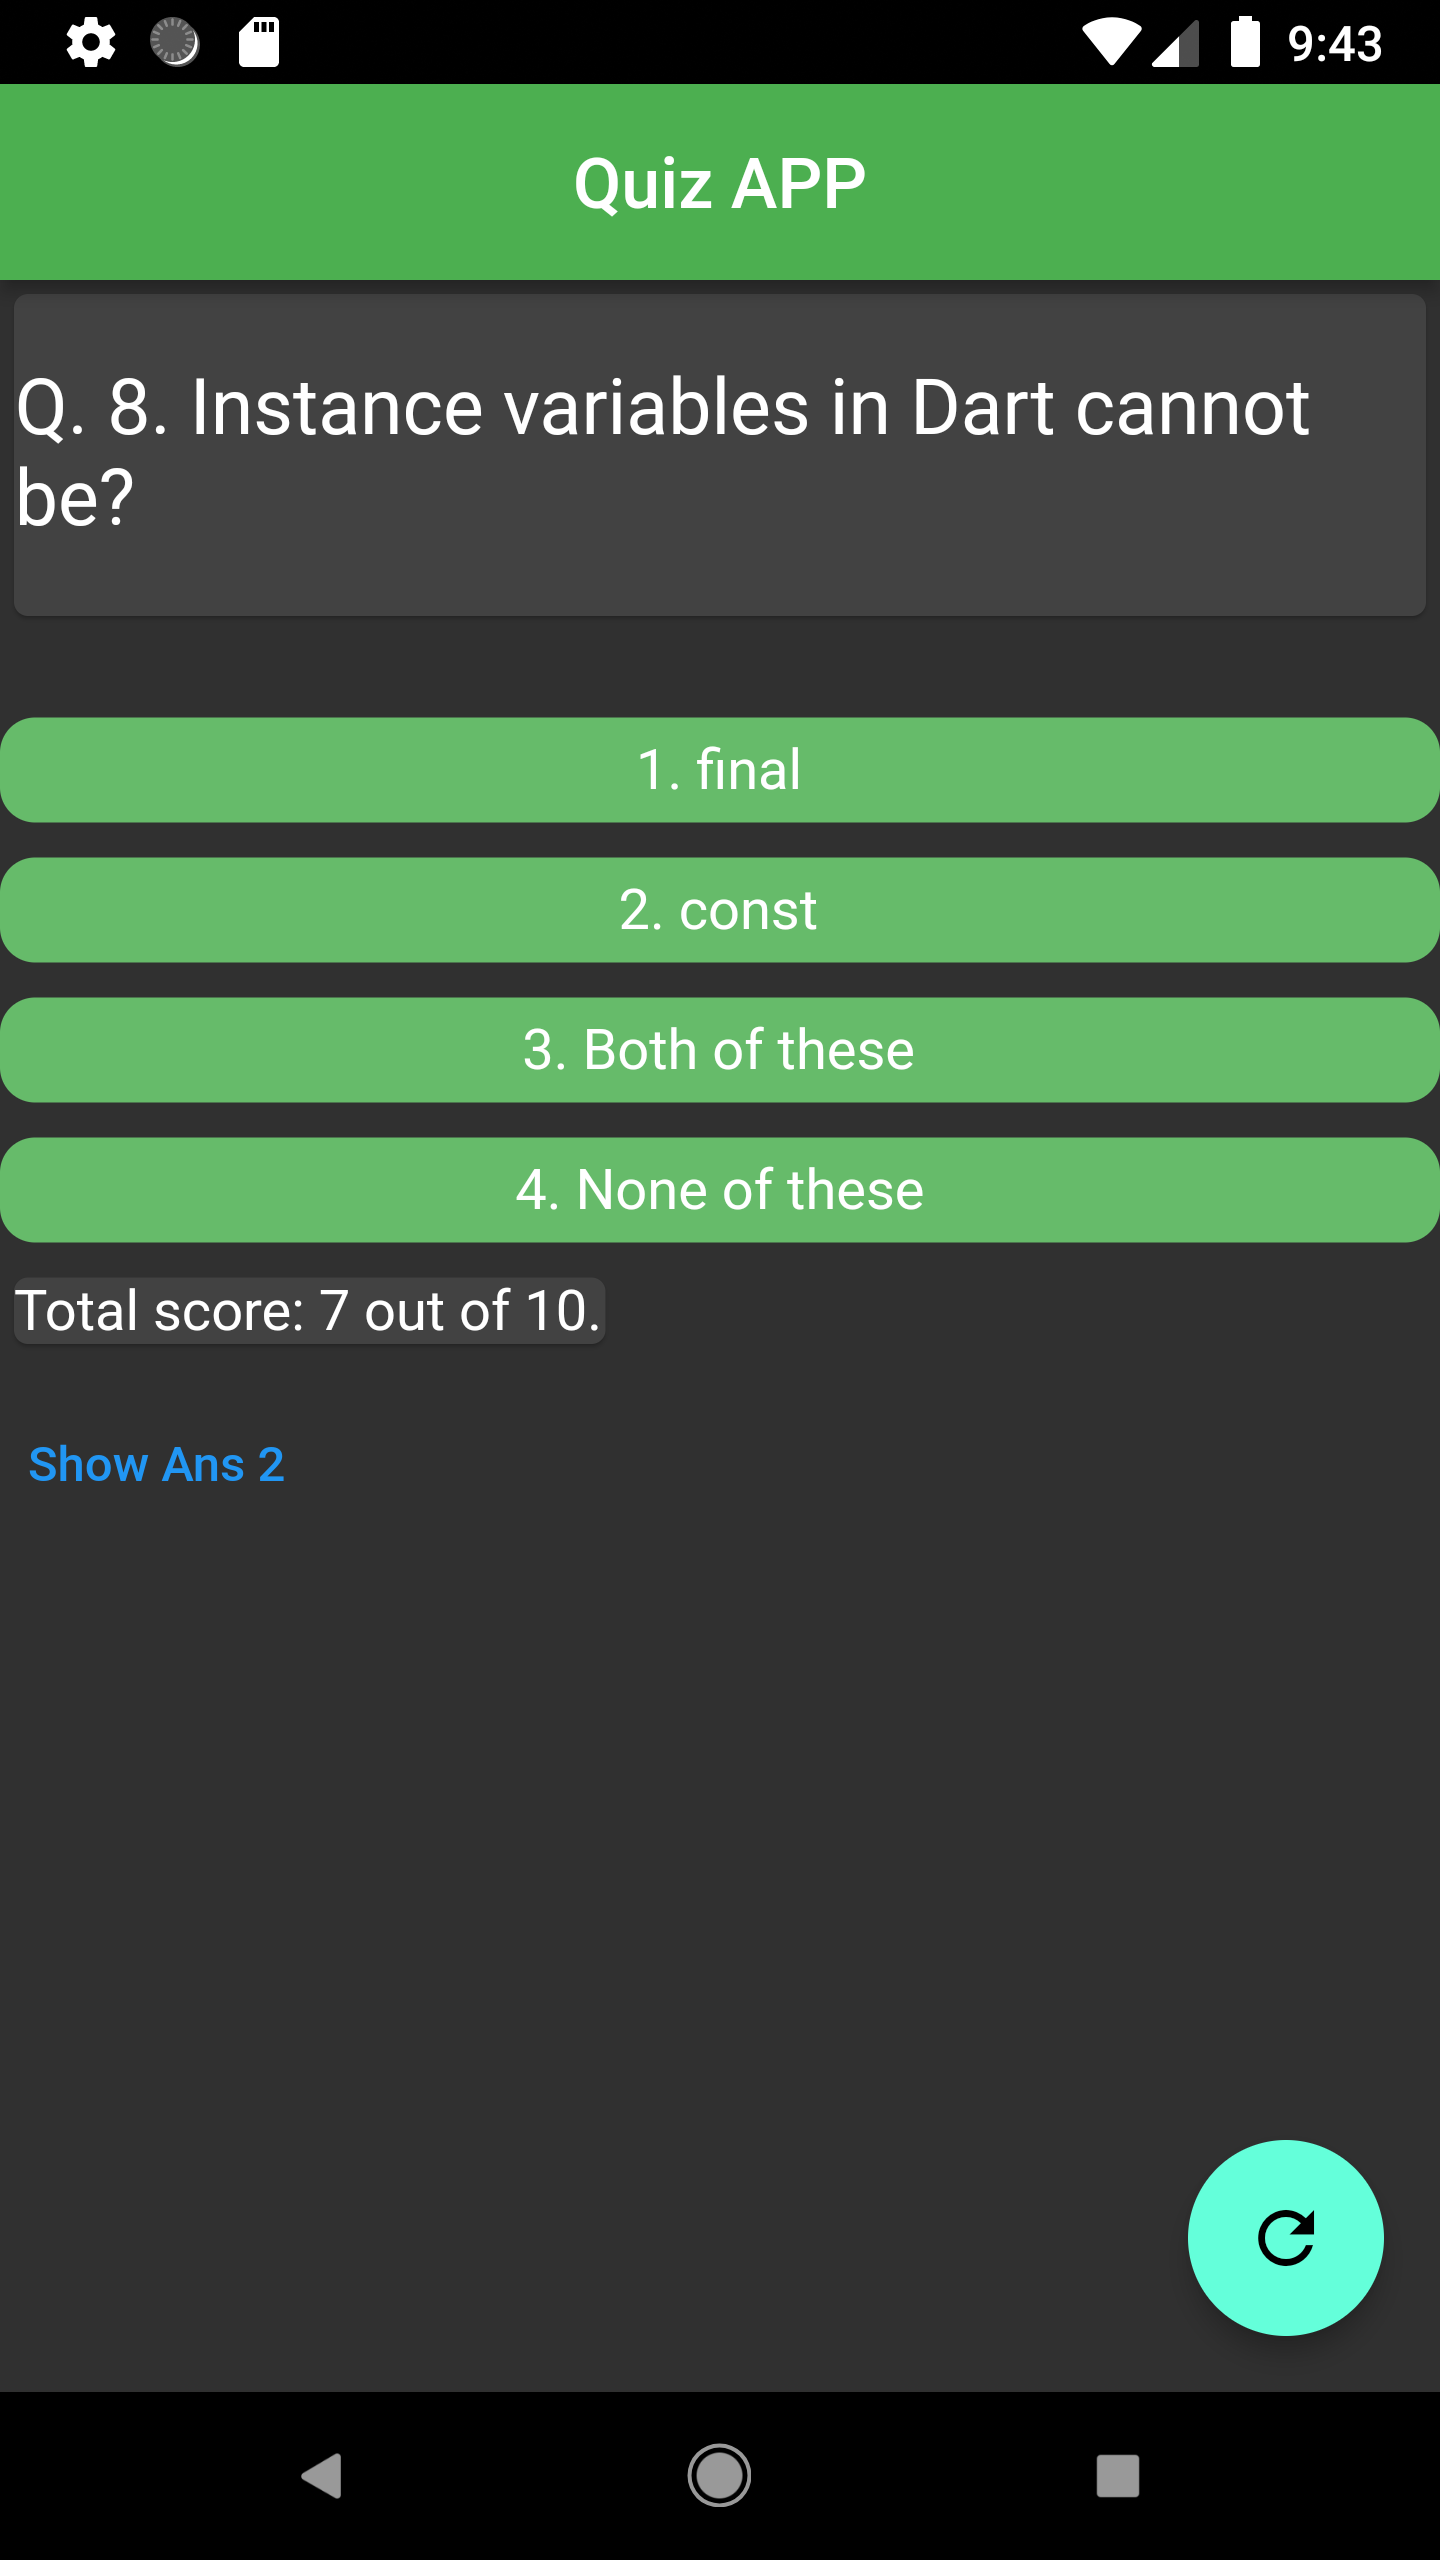 9:43
Quiz APP
Q. 8. Instance variables in Dart cannot
be?
1. final
2. const
3. Both of these
4. None of these
Total score: 7 out of 10.
Show Ans 2